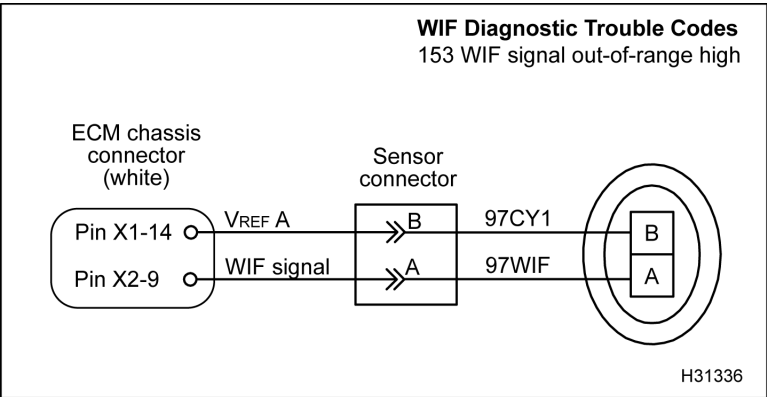 WIF Diagnostic Trouble Codes
153 WIF signal out-of-range high
ECM chassis
connector
(white)
Sensor
connector
Pin X1-14
VREF A
B
97CY1
B
Pin X2-9
WIF signal
A
97WIF
A
H31336